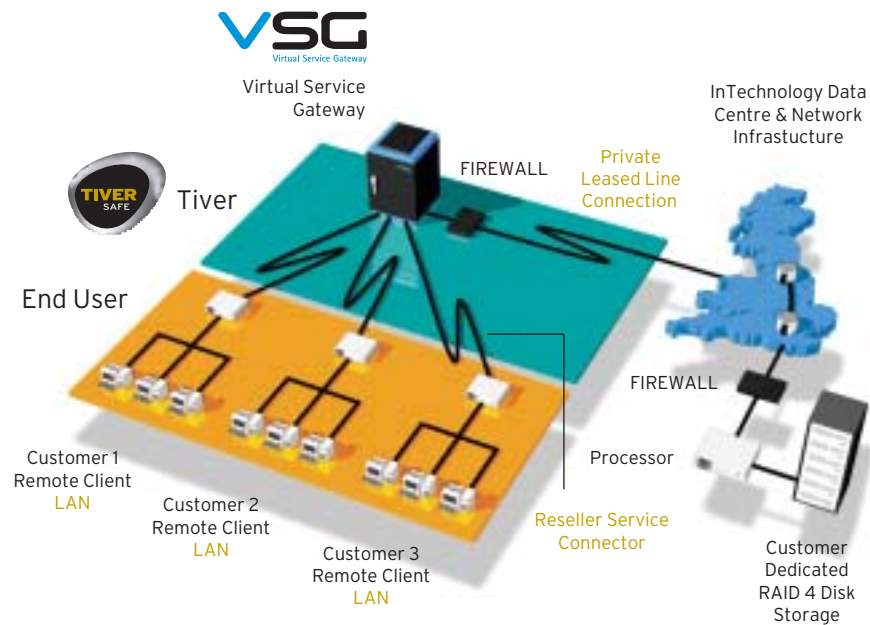 VSG
Virtual Service Gateway
Virtual Service
Gateway
InTechnology Data
Centre & Network
Infrastucture
FIREWALL
Private
Leased Line
Connection
TIVER
SAFE
Tiver
End User
FIREWALL
Processor
Customer 1
Remote Client
LAN
Customer 2
Remote Client
LAN
Customer 3
Remote Client
LAN
Reseller Service
Connector
Customer
Dedicated
RAID 4 Disk
Storage